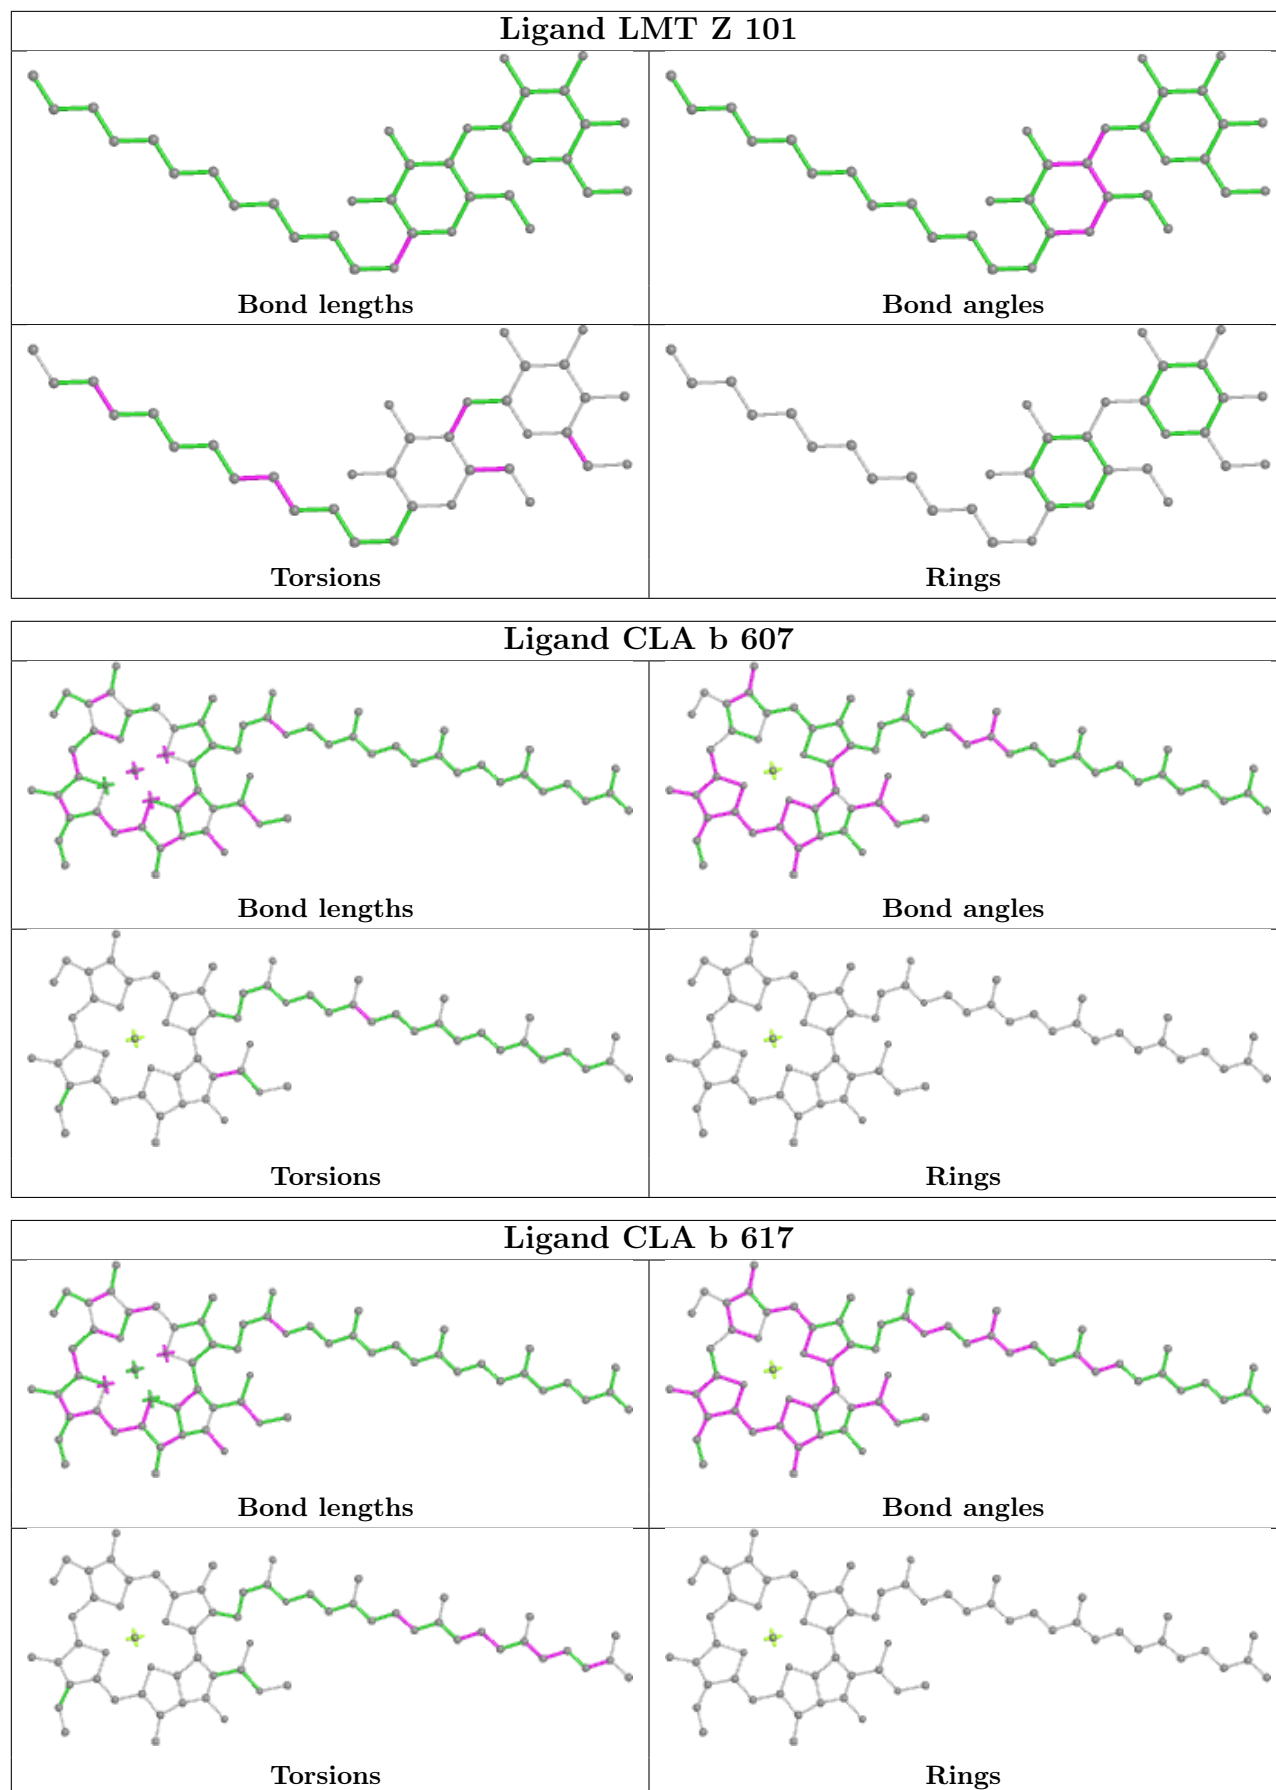 Ligand LMT Z 101
Bond lengths
Bond angles
Torsions
Rings
Ligand CLA b 607
Bond lengths
Bond angles
Torsions
Rings
Ligand CLA b 617
Bond lengths
Bond angles
Torsions
Rings